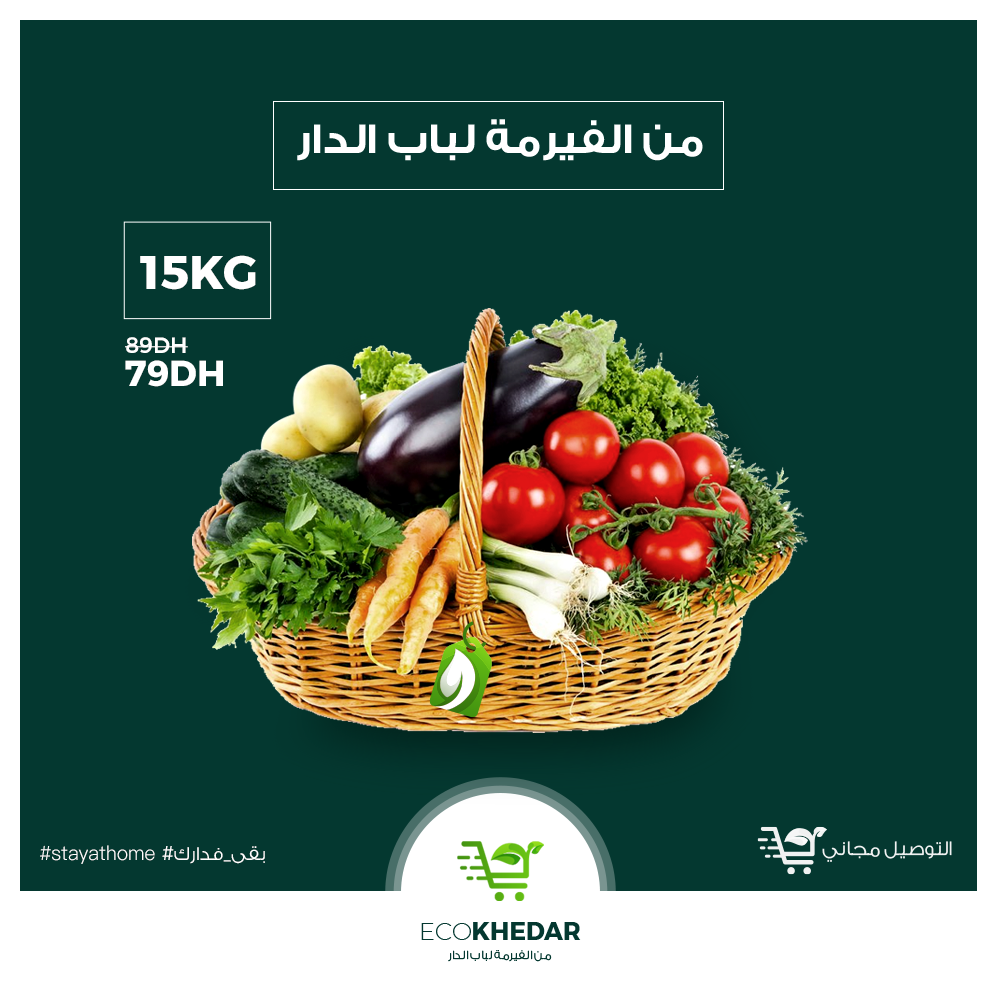 من الفيرمة لباب الدار
15KG
89DH
79DH
#stayathome #بقى_فدارك
التوصيل مجاني
ECOKHEDAR
من الفيرمة لباب الدار